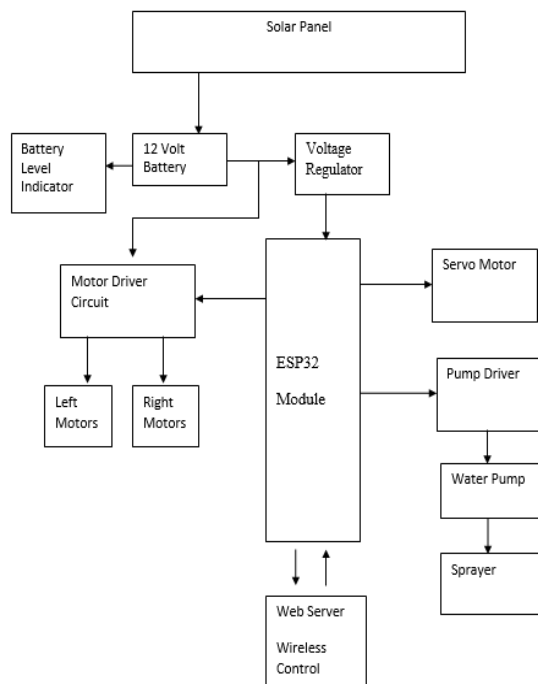 Solar Panel
Battery
Level
Indicator
12 Volt
Battery
Voltage
Regulator
Motor Driver
Circuit
Servo Motor
ESP32
Module
Pump Driver
Left
Motors
Right
Motors
Water Pump
Sprayer
Web Server
Wireless
Control